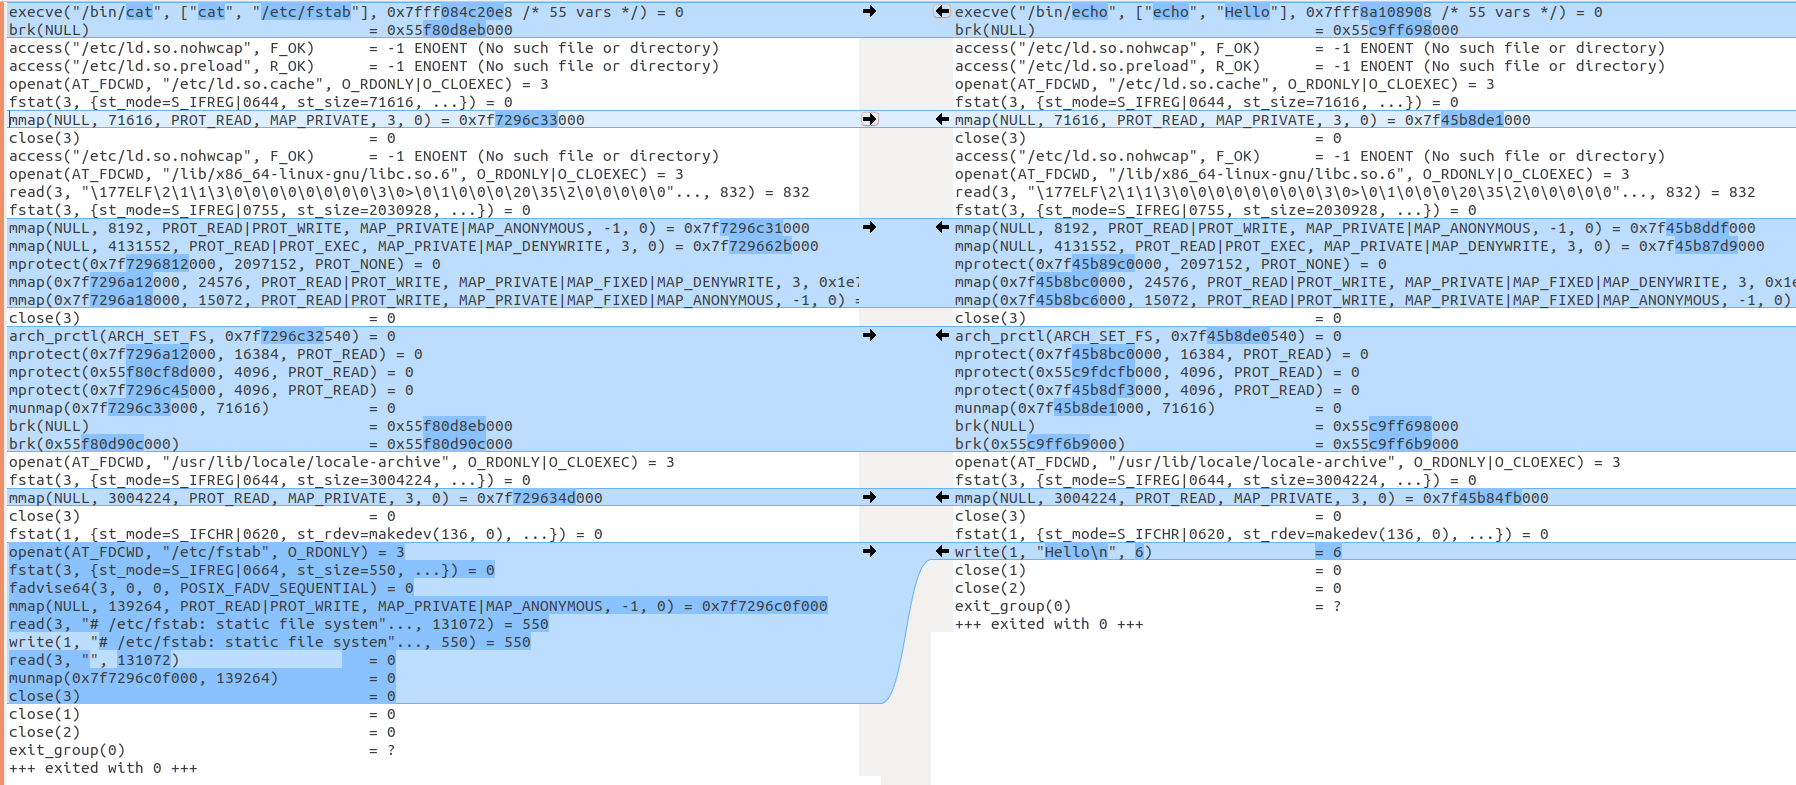 execve("/bin/cat", ["cat", "/etc/fstab"], 0x7fff084c20e8 /* 55 vars */) = 0
brk(NULL)                               = 0x55f80d8eb000
access("/etc/ld.so.nohwcap", F_OK)      = -1 ENOENT (No such file or directory)
access("/etc/ld.so.preload", R_OK)      = -1 ENOENT (No such file or directory)
openat(AT_FDCWD, "/etc/ld.so.cache", O_RDONLY|O_CLOEXEC) = 3
fstat(3, {st_mode=S_IFREG|0644, st_size=71616, ...}) = 0
mmap(NULL, 71616, PROT_READ, MAP_PRIVATE, 3, 0) = 0x7f7296c33000
close(3)                                = 0
access("/etc/ld.so.nohwcap", F_OK)      = -1 ENOENT (No such file or directory)
openat(AT_FDCWD, "/lib/x86_64-linux-gnu/libc.so.6", O_RDONLY|O_CLOEXEC) = 3
read(3, "\177ELF\2\1\1\3\0\0\0\0\0\0\0\0\3\0>\0\1\0\0\0\20\35\2\0\0\0\0\0"..., 832) = 832
fstat(3, {st_mode=S_IFREG|0755, st_size=2030928, ...}) = 0
mmap(NULL, 8192, PROT_READ|PROT_WRITE, MAP_PRIVATE|MAP_ANONYMOUS, -1, 0) = 0x7f7296c31000
mmap(NULL, 4131552, PROT_READ|PROT_EXEC, MAP_PRIVATE|MAP_DENYWRITE, 3, 0) = 0x7f729662b000
mprotect(0x7f7296812000, 2097152, PROT_NONE) = 0
mmap(0x7f7296a12000, 24576, PROT_READ|PROT_WRITE, MAP_PRIVATE|MAP_FIXED|MAP_DENYWRITE, 3, 0x1e7
mmap(0x7f7296a18000, 15072, PROT_READ|PROT_WRITE, MAP_PRIVATE|MAP_FIXED|MAP_ANONYMOUS, -1, 0) =
close(3)                                = 0
arch_prctl(ARCH_SET_FS, 0x7f7296c32540) = 0
mprotect(0x7f7296a12000, 16384, PROT_READ) = 0
mprotect(0x55f80cf8d000, 4096, PROT_READ) = 0
mprotect(0x7f7296c45000, 4096, PROT_READ) = 0
munmap(0x7f7296c33000, 71616)           = 0
brk(NULL)                               = 0x55f80d8eb000
brk(0x55f80d90c000)                     = 0x55f80d90c000
openat(AT_FDCWD, "/usr/lib/locale/locale-archive", O_RDONLY|O_CLOEXEC) = 3
fstat(3, {st_mode=S_IFREG|0644, st_size=3004224, ...}) = 0
mmap(NULL, 3004224, PROT_READ, MAP_PRIVATE, 3, 0) = 0x7f729634d000
close(3)                                = 0
fstat(1, {st_mode=S_IFCHR|0620, st_rdev=makedev(136, 0), ...}) = 0
openat(AT_FDCWD, "/etc/fstab", O_RDONLY) = 3
fstat(3, {st_mode=S_IFREG|0664, st_size=550, ...}) = 0
fadvise64(3, 0, 0, POSIX_FADV_SEQUENTIAL) = 0
mmap(NULL, 139264, PROT_READ|PROT_WRITE, MAP_PRIVATE|MAP_ANONYMOUS, -1, 0) = 0x7f7296c0f000
read(3, "# /etc/fstab: static file system"..., 131072) = 550
write(1, "# /etc/fstab: static file system"..., 550) = 550
read(3, "", 131072)                     = 0
munmap(0x7f7296c0f000, 139264)          = 0
close(3)                                = 0
close(1)                                = 0
close(2)                                = 0
exit_group(0)                           = ?
+++ exited with 0 +++
execve("/bin/echo", ["echo", "Hello"], 0x7fff8a108908 /* 55 vars */) = 0
brk(NULL)                               = 0x55c9ff698000
access("/etc/ld.so.nohwcap", F_OK)      = -1 ENOENT (No such file or directory)
access("/etc/ld.so.preload", R_OK)      = -1 ENOENT (No such file or directory)
openat(AT_FDCWD, "/etc/ld.so.cache", O_RDONLY|O_CLOEXEC) = 3
fstat(3, {st_mode=S_IFREG|0644, st_size=71616, ...}) = 0
mmap(NULL, 71616, PROT_READ, MAP_PRIVATE, 3, 0) = 0x7f45b8de1000
close(3)                                = 0
access("/etc/ld.so.nohwcap", F_OK)      = -1 ENOENT (No such file or directory)
openat(AT_FDCWD, "/lib/x86_64-linux-gnu/libc.so.6", O_RDONLY|O_CLOEXEC) = 3
read(3, "\177ELF\2\1\1\3\0\0\0\0\0\0\0\0\3\0>\0\1\0\0\0\20\35\2\0\0\0\0\0"..., 832) = 832
fstat(3, {st_mode=S_IFREG|0755, st_size=2030928, ...}) = 0
mmap(NULL, 8192, PROT_READ|PROT_WRITE, MAP_PRIVATE|MAP_ANONYMOUS, -1, 0) = 0x7f45b8ddf000
mmap(NULL, 4131552, PROT_READ|PROT_EXEC, MAP_PRIVATE|MAP_DENYWRITE, 3, 0) = 0x7f45b87d9000
mprotect(0x7f45b89c0000, 2097152, PROT_NONE) = 0
mmap(0x7f45b8bc0000, 24576, PROT_READ|PROT_WRITE, MAP_PRIVATE|MAP_FIXED|MAP_DENYWRITE, 3, 0x1e
mmap(0x7f45b8bc6000, 15072, PROT_READ|PROT_WRITE, MAP_PRIVATE|MAP_FIXED|MAP_ANONYMOUS, -1, 0)
close(3)                                = 0
arch_prctl(ARCH_SET_FS, 0x7f45b8de0540) = 0
mprotect(0x7f45b8bc0000, 16384, PROT_READ) = 0
mprotect(0x55c9fdcfb000, 4096, PROT_READ) = 0
mprotect(0x7f45b8df3000, 4096, PROT_READ) = 0
munmap(0x7f45b8de1000, 71616)           = 0
brk(NULL)                               = 0x55c9ff698000
brk(0x55c9ff6b9000)                     = 0x55c9ff6b9000
openat(AT_FDCWD, "/usr/lib/locale/locale-archive", O_RDONLY|O_CLOEXEC) = 3
fstat(3, {st_mode=S_IFREG|0644, st_size=3004224, ...}) = 0
mmap(NULL, 3004224, PROT_READ, MAP_PRIVATE, 3, 0) = 0x7f45b84fb000
close(3)                                = 0
fstat(1, {st_mode=S_IFCHR|0620, st_rdev=makedev(136, 0), ...}) = 0
write(1, "Hello\n", 6)                  = 6
close(1)                                = 0
close(2)                                = 0
exit_group(0)                           = ?
+++ exited with 0 +++